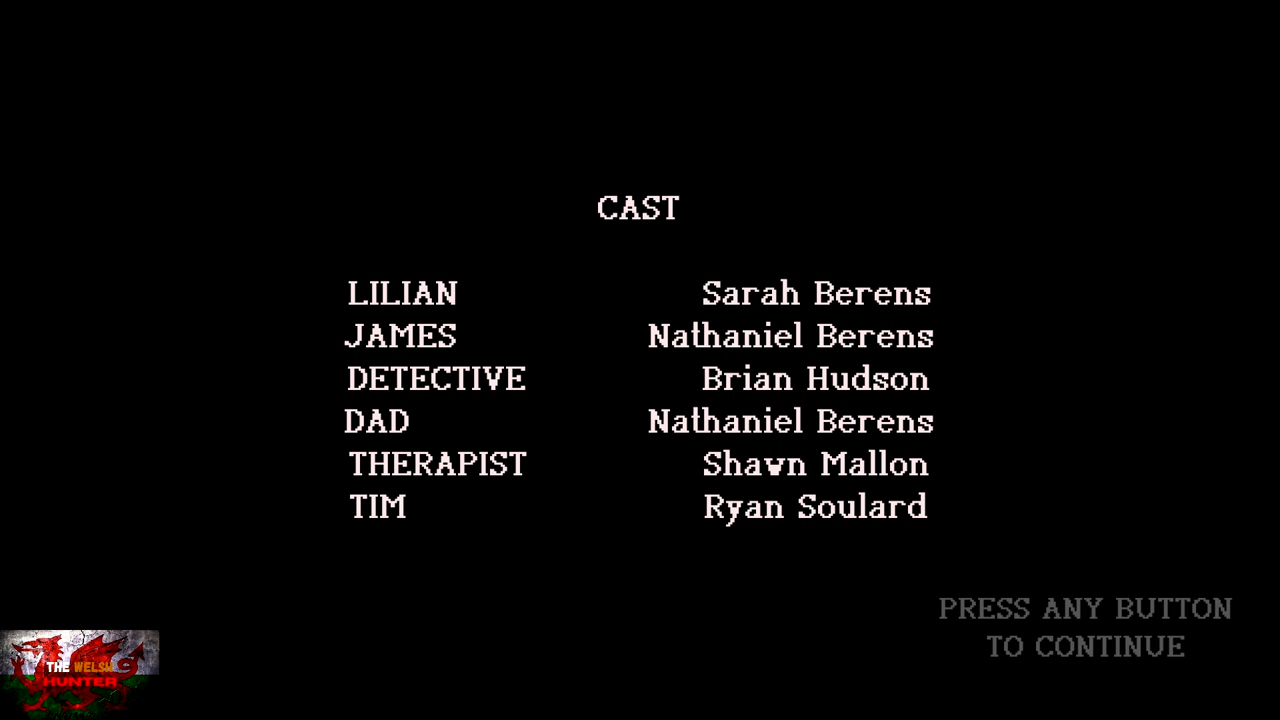 CAST
LILIAN Sarah Berens
JAMES Nathaniel Berens
DETECTIVE Brian Hudson
DAD Nathaniel Berens
THERAPIST Shawn Mallon
TIM Ryan Soulard
PRESS ANY BUTTON
TO CONTINUE
THE WELSH
HUNTER